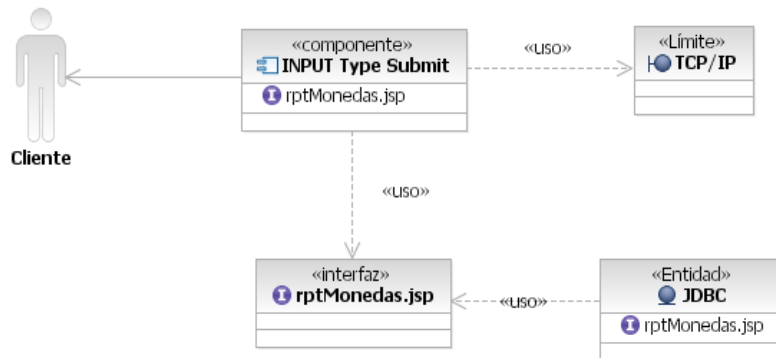 «componente»
INPUT Type Submit
rptMonedas.jsp
«uso»
«Límite»
TCP/IP
Cliente
«uso»
«interfaz»
rptMonedas.jsp
«uso»
«Entidad»
JDBC
rptMonedas.jsp